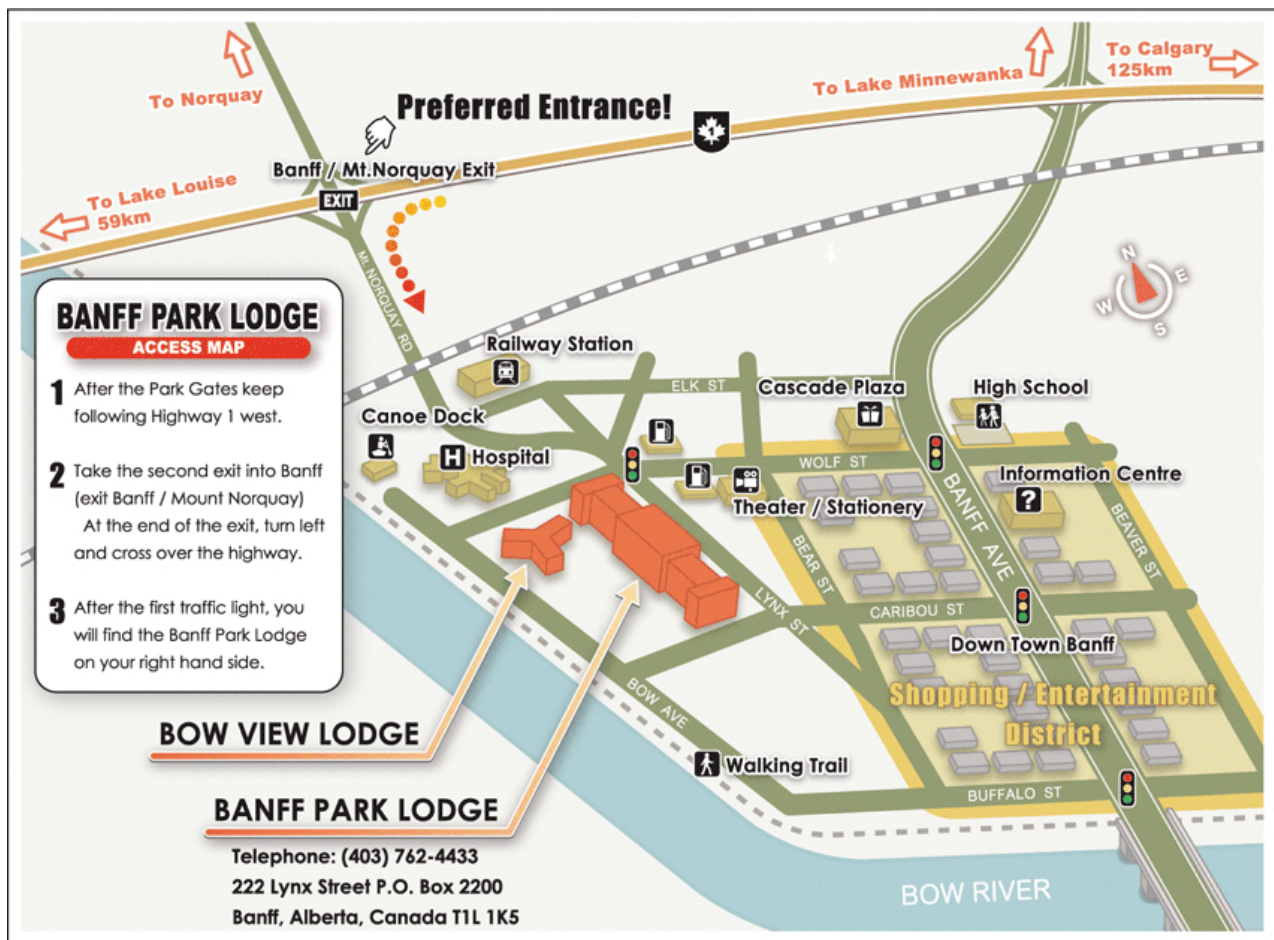 To Norquay
Preferred Entrance!
To Lake Minnewanka
To Calgary
125km
1
Banff / Mt.Norquay Exit
EXIT
To Lake Louise
59km
Mt. NORQUAY RD
N
E
W
S
BANFF PARK LODGE
ACCESS MAP
1 After the Park Gates keep
following Highway 1 west.
2 Take the second exit into Banff
(exit Banff / Mount Norquay)
At the end of the exit, turn left
and cross over the highway.
3 After the first traffic light, you
will find the Banff Park Lodge
on your right hand side.
Railway Station
ELK ST
Cascade Plaza
High School
Canoe Dock
H Hospital
WOLF ST
Theater / Stationery
BANFF AVE
Information Centre
?
BEAVER ST
BEAR ST
LYNX ST
CARIBOU ST
Down Town Banff
Shopping / Entertainment
District
BOW AVE
Walking Trail
BUFFALO ST
BOW RIVER
BOW VIEW LODGE
BANFF PARK LODGE
Telephone: (403) 762-4433
222 Lynx Street P.O. Box 2200
Banff, Alberta, Canada T1L 1K5